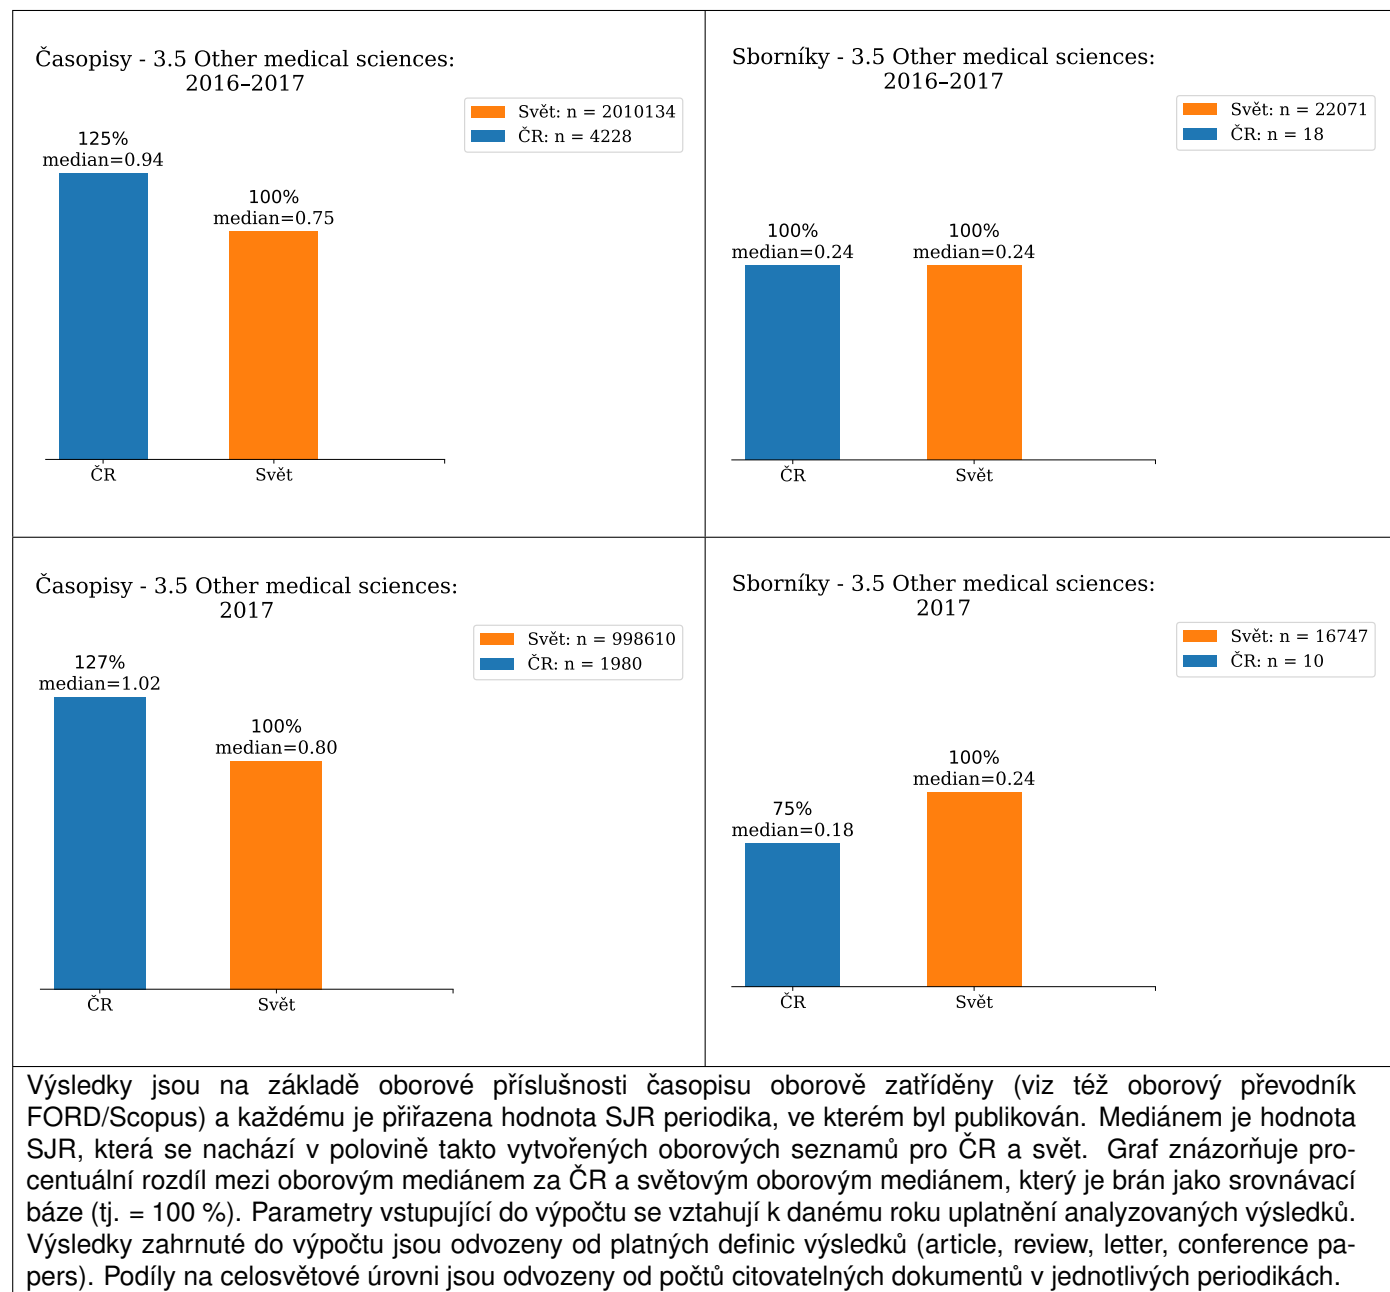 Časopisy - 3.5 Other medical sciences:
2016–2017
Svět: n = 2010134
ČR: n = 4228
125%
median=0.94
100%
median=0.75
ČR
Svět
Sborníky - 3.5 Other medical sciences:
2016–2017
Svět: n = 22071
ČR: n = 18
100%
median=0.24
100%
median=0.24
ČR
Svět
Časopisy - 3.5 Other medical sciences:
2017
Svět: n = 998610
ČR: n = 1980
127%
median=1.02
100%
median=0.80
ČR
Svět
Sborníky - 3.5 Other medical sciences:
2017
Svět: n = 16747
ČR: n = 10
75%
median=0.18
100%
median=0.24
ČR
Svět
Výsledky jsou na základě oborové příslušnosti časopisu oborově zatříděny (viz též oborový převodník
FORD/Scopus) a každému je přiřazena hodnota SJR periodika, ve kterém byl publikován. Mediánem je hodnota
SJR, která se nachází v polovině takto vytvořených oborových seznamů pro ČR a svět. Graf znázorňuje pro-
centuální rozdíl mezi oborovým mediánem za ČR a světovým oborovým mediánem, který je brán jako srovnávací
báze (tj. = 100 %). Parametry vstupující do výpočtu se vztahují k danému roku uplatnění analyzovaných výsledků.
Výsledky zahrnuté do výpočtu jsou odvozeny od platných definic výsledků (article, review, letter, conference pa-
pers). Podíly na celosvětové úrovni jsou odvozeny od počtů citovatelných dokumentů v jednotlivých periodikách.